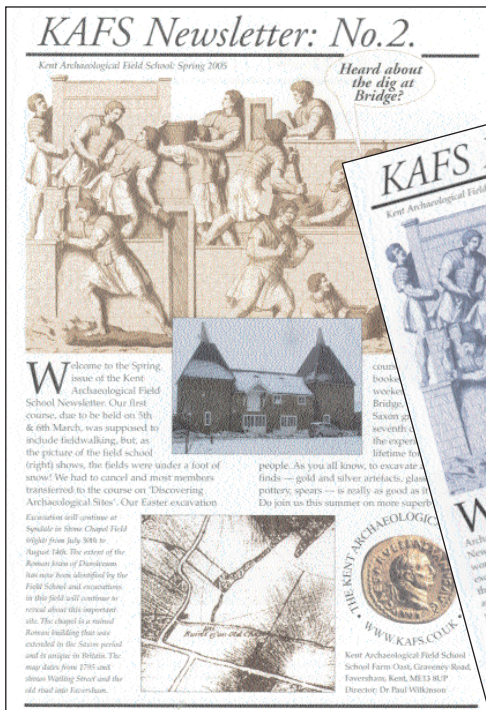 KAFS Newsletter: No.2.
Kent Archaeological Field School: Spring 2005
Heard about
the dig at
Bridge?
KAFS
Kent Archaeological Field
Welcome to the Spring
issue of the Kent
Archaeological Field
School Newsletter. Our first
course, due to be held on 5th
& 6th March, was supposed to
include fieldwalking, but, as
the picture of the field school
(right) shows, the fields were under a foot of
snow! We had to cancel and most members
transferred to the course on 'Discovering
Archaeological Sites'. Our Easter excavation
cours
booke
weeke
Bridge,
Saxon g
seventh c
the experi
lifetime for
people. As you all know, to excavate
finds — gold and silver artefacts, glas
pottery, spears — is really as good as it
Do join us this summer on more superb
Excavation will continue at
Syndale in Stone Chapel Field
nights from July 30th to
August 14th. The extent of the
Roman town of Durolevum
has now been identified by the
Field School and excavations
in this field will continue to
reveal about this important
site. The chapel is a ruined
Roman building that was
extended in the Saxon period
and is unique in Britain. The
map dates from 1795 and
shows Watling Street and the
old road into Faversham.
Ruins of an old
THE KENT ARCHAEOLOGIC
• WWW.KAFS.CO.UK •
Kent Archaeological Field School
School Farm Oast, Graveney Road,
Faversham, Kent, ME13 8UP
Director: Dr Paul Wilkinson
W